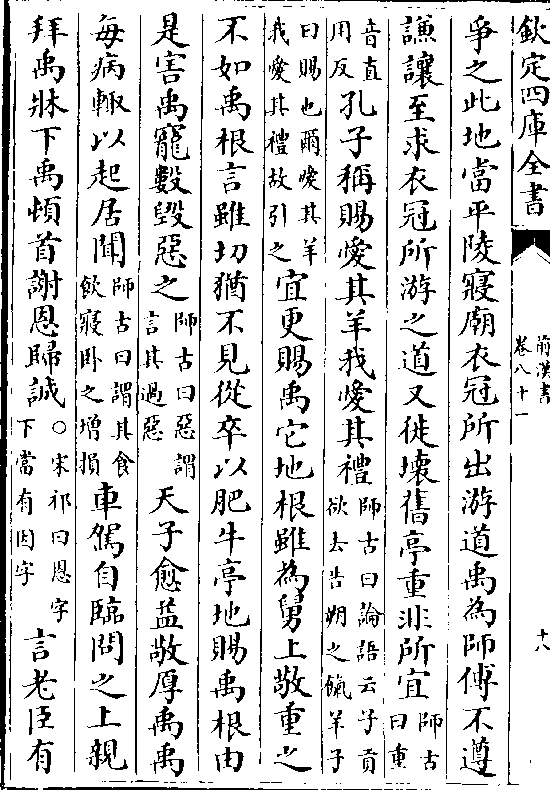 欽定四庫全書
前漢書
卷八十一
十八
爭之此地當平陵寢廟衣冠所出游道禹為師傅不遵
謙讓至求衣冠所游之道又徙壞舊亭重非所宜師古曰重
音直用反孔子稱賜愛其羊我愛其禮師古曰論語云子貢欲去告朔之餼羊子
曰賜也爾愛其羊我愛其禮故引之宜更賜禹它地根雖為舅上敬重之
不如禹根言雖切猶不見從卒以肥牛亭地賜禹根由
是害禹寵數毀惡之師古曰惡謂言其過惡天子愈益敬厚禹禹
每病輙以起居聞師古曰謂其食飲寢卧之增損車駕自臨問之上親
拜禹牀下禹頓首謝恩歸誠○宋祁曰恩字下當有因字言老臣有